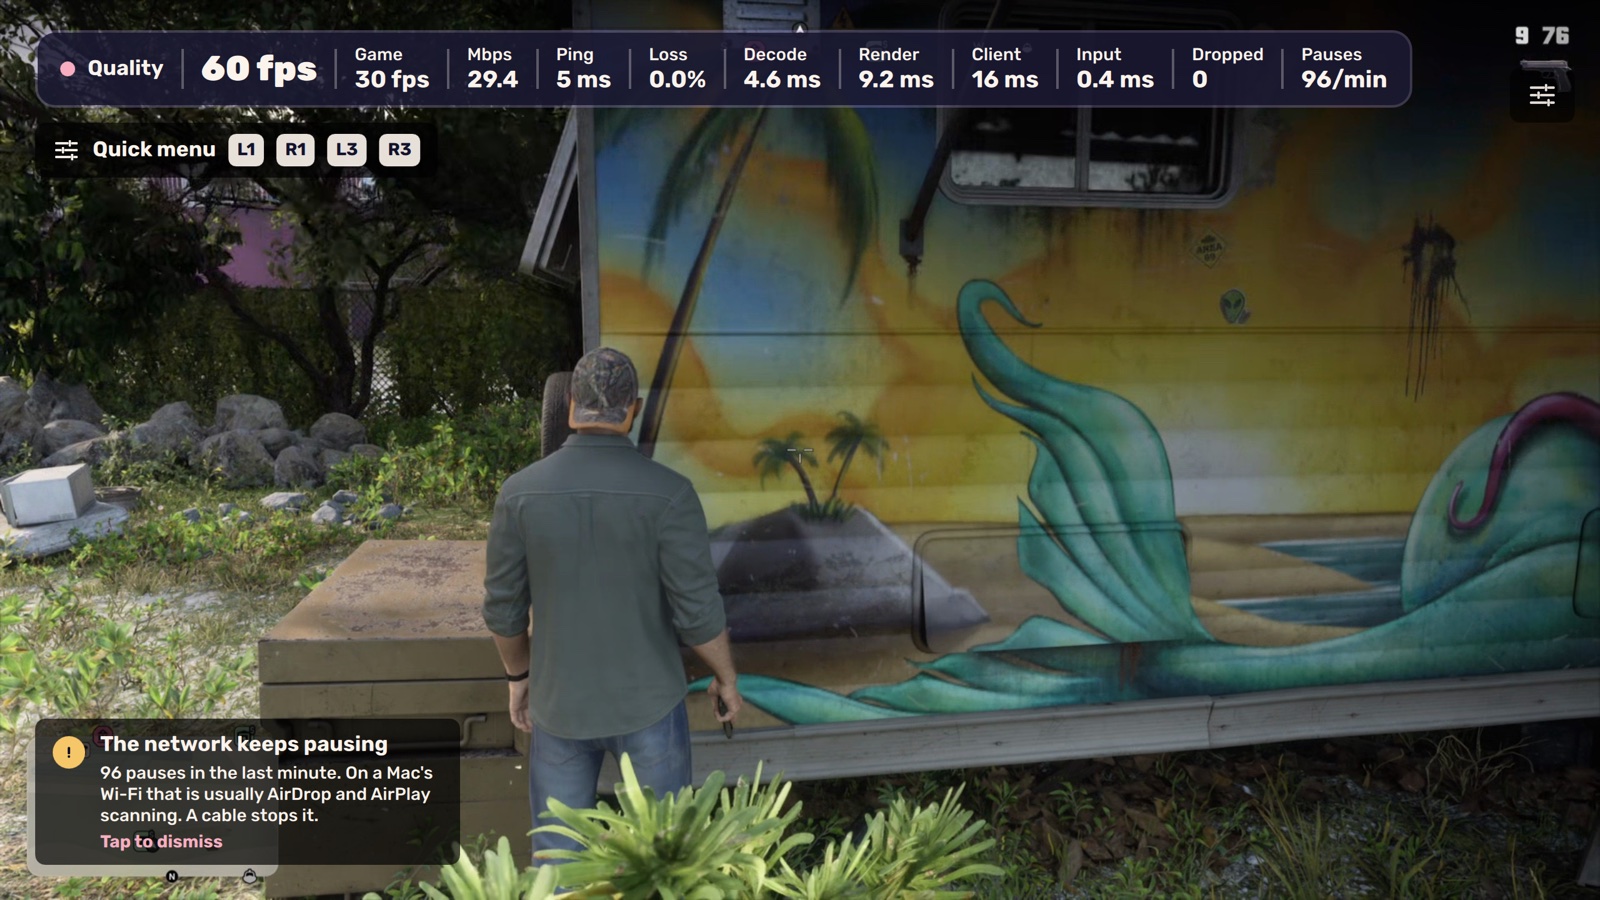 Quality
60 fps
Game
30 fps
Mbps
29.4
Ping
5 ms
Loss
0.0%
Decode
4.6 ms
Render
9.2 ms
Client
16 ms
Input
0.4 ms
Dropped
0
Pauses
96/min
9 76
Quick menu L1 R1 L3 R3
AREA
The network keeps pausing
96 pauses in the last minute. On a Mac's
Wi-Fi that is usually AirDrop and AirPlay
scanning. A cable stops it.
Tap to dismiss
N